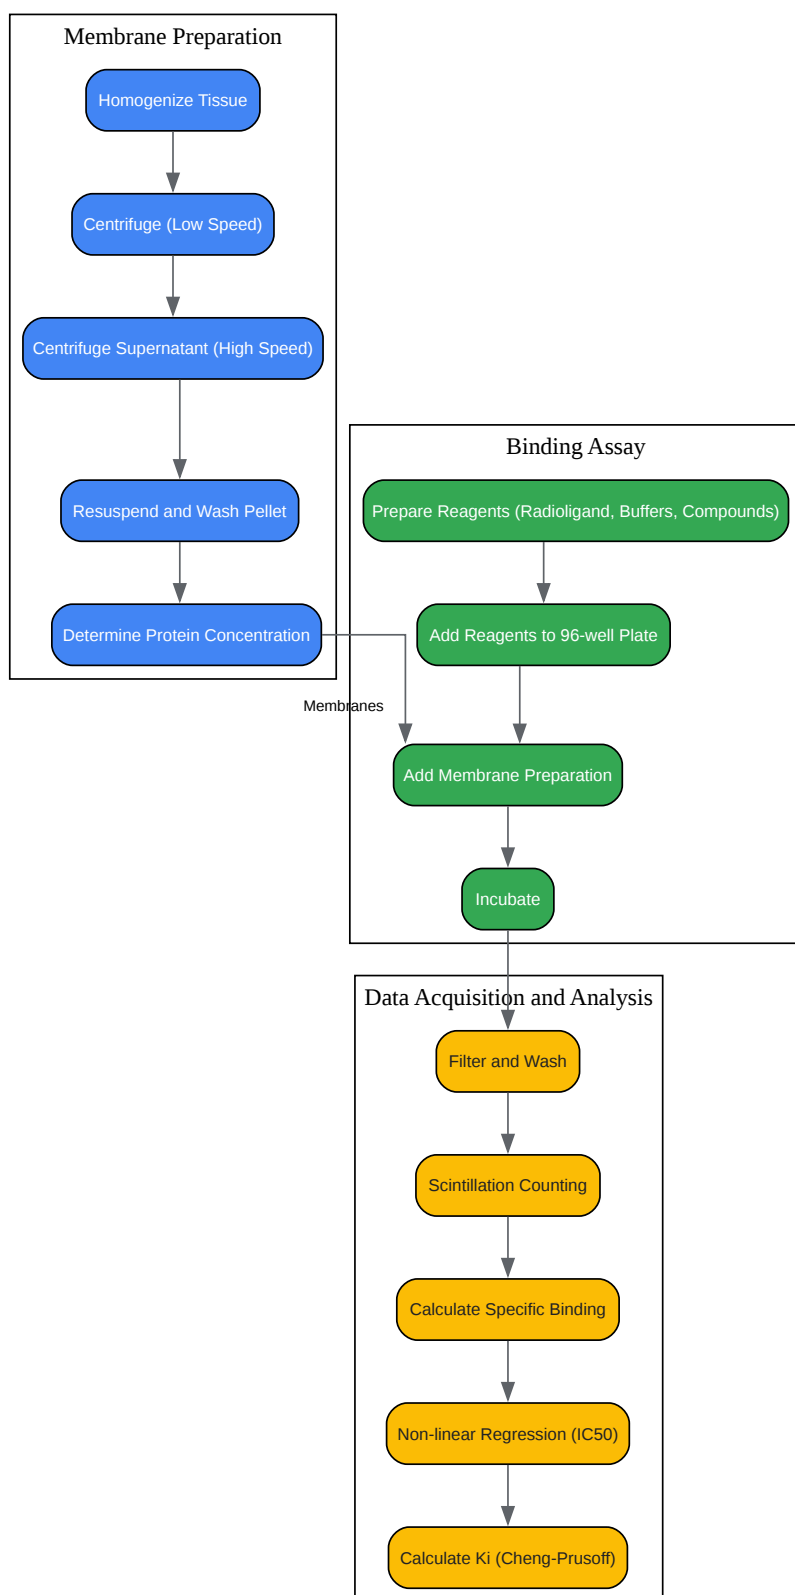 Membrane Preparation
Homogenize Tissue
Centrifuge (Low Speed)
Centrifuge Supernatant (High Speed)
Resuspend and Wash Pellet
Determine Protein Concentration
Membranes
Binding Assay
Prepare Reagents (Radioligand, Buffers, Compounds)
Add Reagents to 96-well Plate
Add Membrane Preparation
Incubate
Data Acquisition and Analysis
Filter and Wash
Scintillation Counting
Calculate Specific Binding
Non-linear Regression (IC50)
Calculate Ki (Cheng-Prusoff)